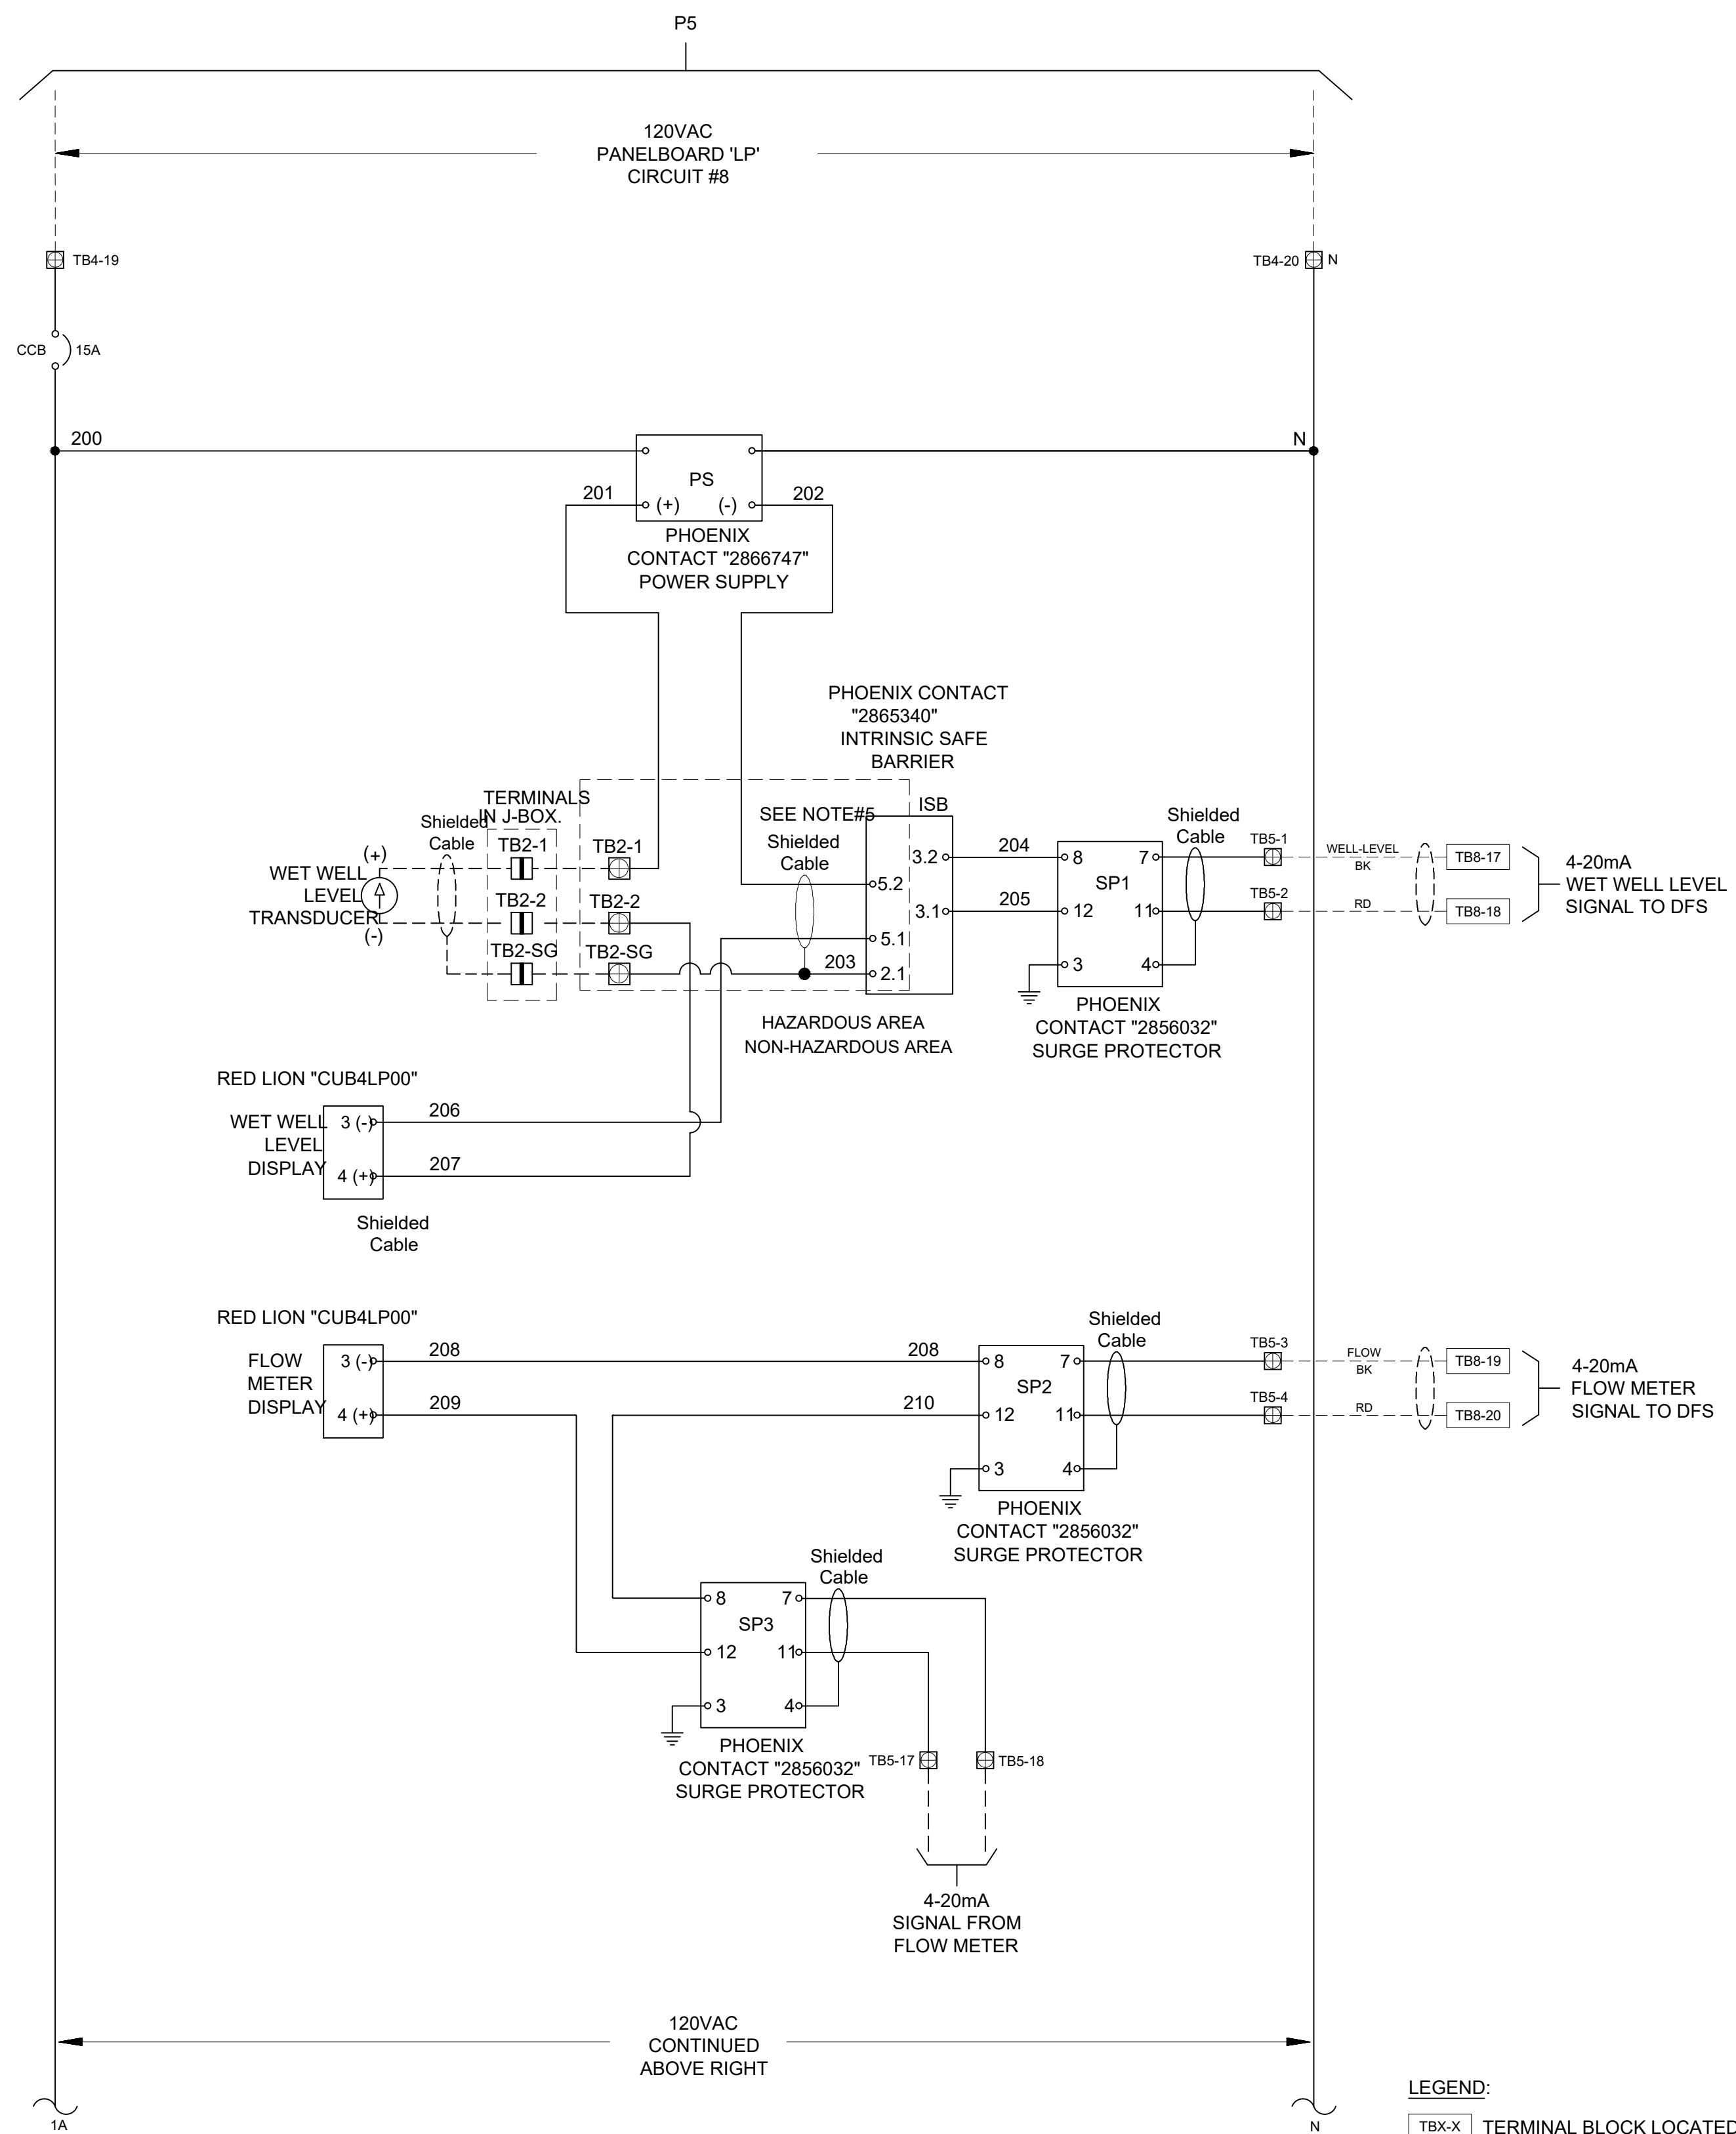 P5
120VAC
PANELBOARD 'LP'
CIRCUIT #8
TB4-19
TB4-20
N
CCB
15A
200
N
PS
201
(+)
(-)
202
PHOENIX
CONTACT "2866747"
POWER SUPPLY
PHOENIX CONTACT
"2865340"
INTRINSIC SAFE
BARRIER
TERMINALS
IN J-BOX.
SEE NOTE#5
ISB
Shielded
Cable
Shielded
Cable
Shielded
Cable
WET WELL
LEVEL
TRANSDUCER
(+)
(-)
TB2-1
TB2-1
TB2-2
TB2-2
TB2-SG
TB2-SG
203
3.2
5.2
3.1
5.1
2.1
204
205
8
7
SP1
12
11
3
4
TB5-1
TB5-2
WELL-LEVEL
BK
RD
TB8-17
TB8-18
4-20mA
WET WELL LEVEL
SIGNAL TO DFS
HAZARDOUS AREA
NON-HAZARDOUS AREA
PHOENIX
CONTACT "2856032"
SURGE PROTECTOR
RED LION "CUB4LP00"
WET WELL
LEVEL
DISPLAY
3 (-)
4 (+)
206
207
Shielded
Cable
RED LION "CUB4LP00"
FLOW
METER
DISPLAY
3 (-)
4 (+)
208
209
208
210
8
7
SP2
12
11
3
4
Shielded
Cable
TB5-3
TB5-4
FLOW
BK
RD
TB8-19
TB8-20
4-20mA
FLOW METER
SIGNAL TO DFS
PHOENIX
CONTACT "2856032"
SURGE PROTECTOR
Shielded
Cable
8
7
SP3
12
11
3
4
PHOENIX
CONTACT "2856032"
SURGE PROTECTOR
TB5-17
TB5-18
4-20mA
SIGNAL FROM
FLOW METER
120VAC
CONTINUED
ABOVE RIGHT
1A
N
LEGEND:
TBX-X
TERMINAL BLOCK LOCATED